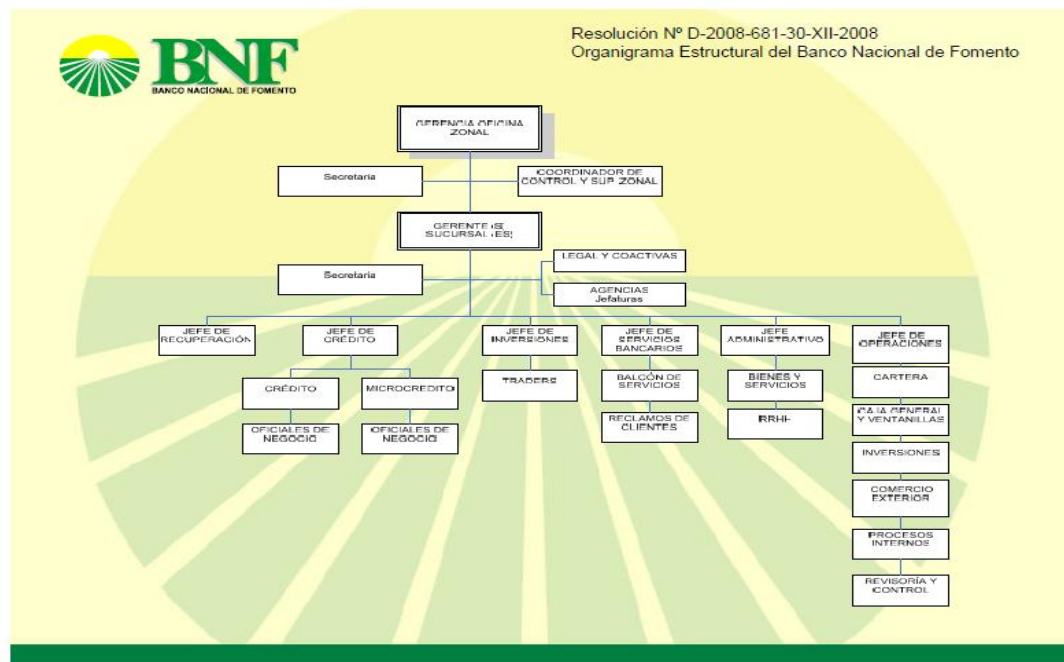 Resolución Nº D-2008-681-30-XII-2008
Organigrama Estructural del Banco Nacional de Fomento
BNF
BANCO NACIONAL DE FOMENTO
GERENCIA OFICINA
ZONAL
Secretaria
COORDINADOR DE
CONTROL Y SUP. ZONAL
GERENTE (S)
SUCURSAL (ES)
LEGAL Y COACTIVAS
Secretaria
AGENCIAS
Jefaturas
JEFE DE
RECUPERACIÓN
JEFE DE
CRÉDITO
JEFE DE
INVERSIONES
JEFE DE
SERVICIOS
BANCARIOS
JEFE
ADMINISTRATIVO
JEFE DE
OPERACIONES
CRÉDITO
MICROCREDITO
TRADERS
BALCÓN DE
SERVICIOS
BIENES Y
SERVICIOS
CARTERA
OFICIALES DE
NEGOCIO
OFICIALES DE
NEGOCIO
RECLAMOS DE
CLIENTES
RRHH
CAJA GENERAL
Y VENTANILLAS
INVERSIONES
COMERCIO
EXTERIOR
PROCESOS
INTERNOS
REVISORÍA Y
CONTROL